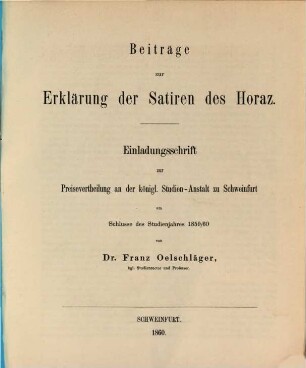 Beiträge
zur
Erklärung der Satiren des Horaz.
Einladungsschrift
zur
Preisevertheilung an der königl. Studien-Anstalt zu Schweinfurt
am
Schlusse des Studienjahres 1859/60
von
Dr. Franz Oelschläger,
kgl. Studienrector und Professor.
SCHWEINFURT.
1860.